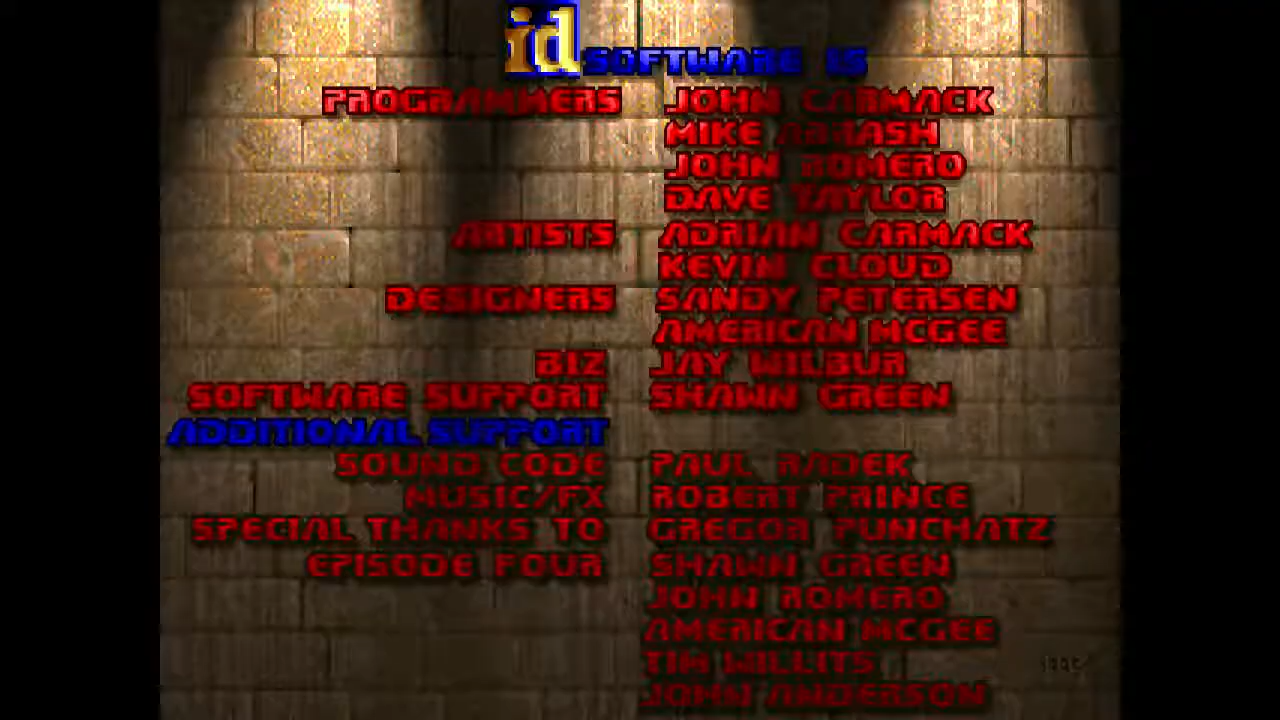 id SOFTWARE IS
PROGRAMMERS JOHN CARMACK
MIKE ABRASH
JOHN ROMERO
DAVE TAYLOR
ARTISTS ADRIAN CARMACK
KEVIN CLOUD
DESIGNERS SANDY PETERSEN
AMERICAN MCGEE
BIZ JAY WILBUR
SOFTWARE SUPPORT SHAWN GREEN
ADDITIONAL SUPPORT
SOUND CODE PAUL RADEK
MUSIC/FX ROBERT PRINCE
SPECIAL THANKS TO GREGOR PUNCHATZ
EPISODE FOUR SHAWN GREEN
JOHN ROMERO
AMERICAN MCGEE
TIM WILLITS
JOHN ANDERSON